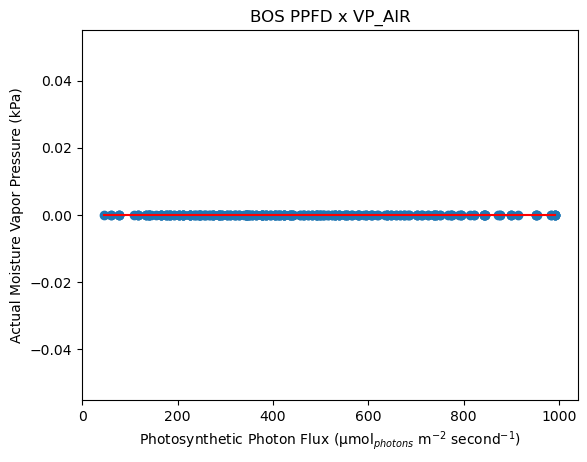 BOS PPFD x VP_AIR
Actual Moisture Vapor Pressure (kPa)
0.04
0.02
0.00
−0.02
−0.04
0 200 400 600 800 1000
Photosynthetic Photon Flux (μmol$_{photons}$ m$^{-2}$ second$^{-1}$)